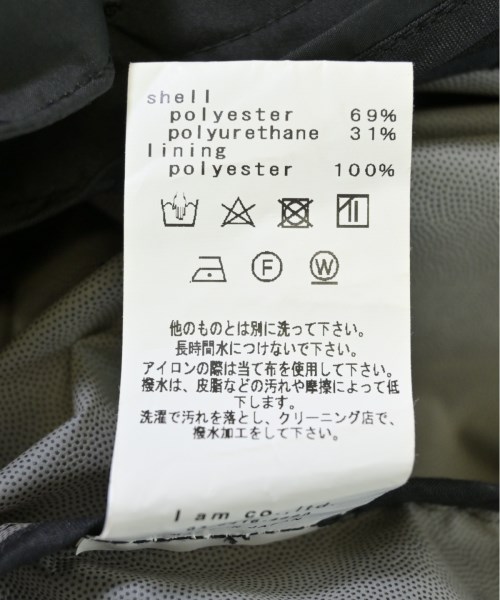 shell
polyester 69%
polyurethane 31%
lining
polyester 100%
F
W
他のものとは別に洗って下さい。
長時間水につけないで下さい。
アイロンの際は当て布を使用して下さい。
撥水は、皮脂などの汚れや摩擦によって低
下します。
洗濯で汚れを落とし、クリーニング店で、
撥水加工をして下さい。
I am co.,ltd.